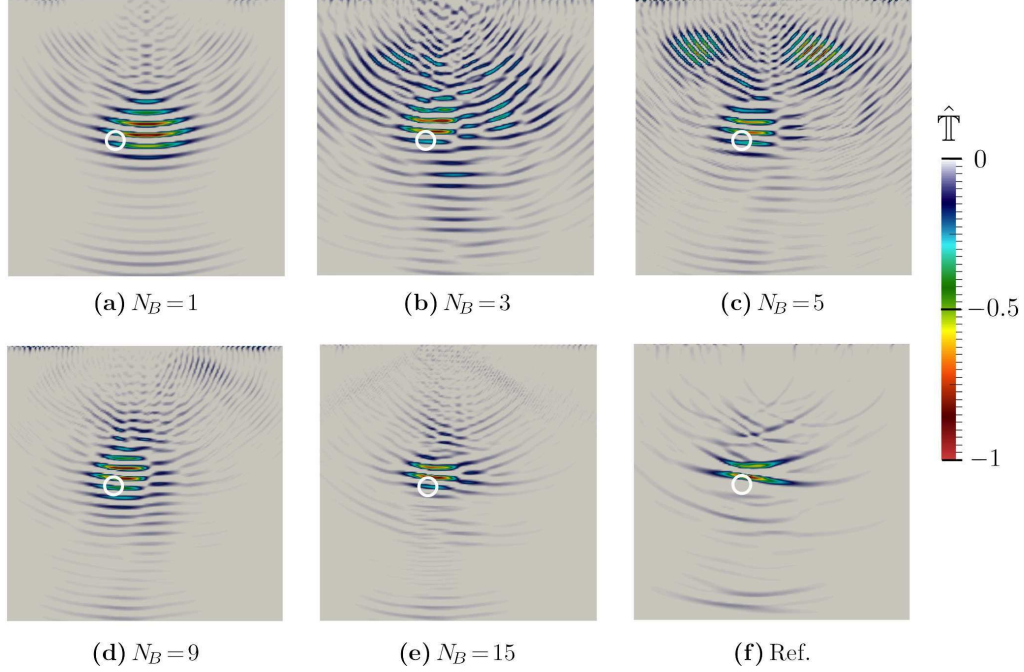 T̂
0
−0.5
−1
(a) N_B = 1
(b) N_B = 3
(c) N_B = 5
(d) N_B = 9
(e) N_B = 15
(f) Ref.